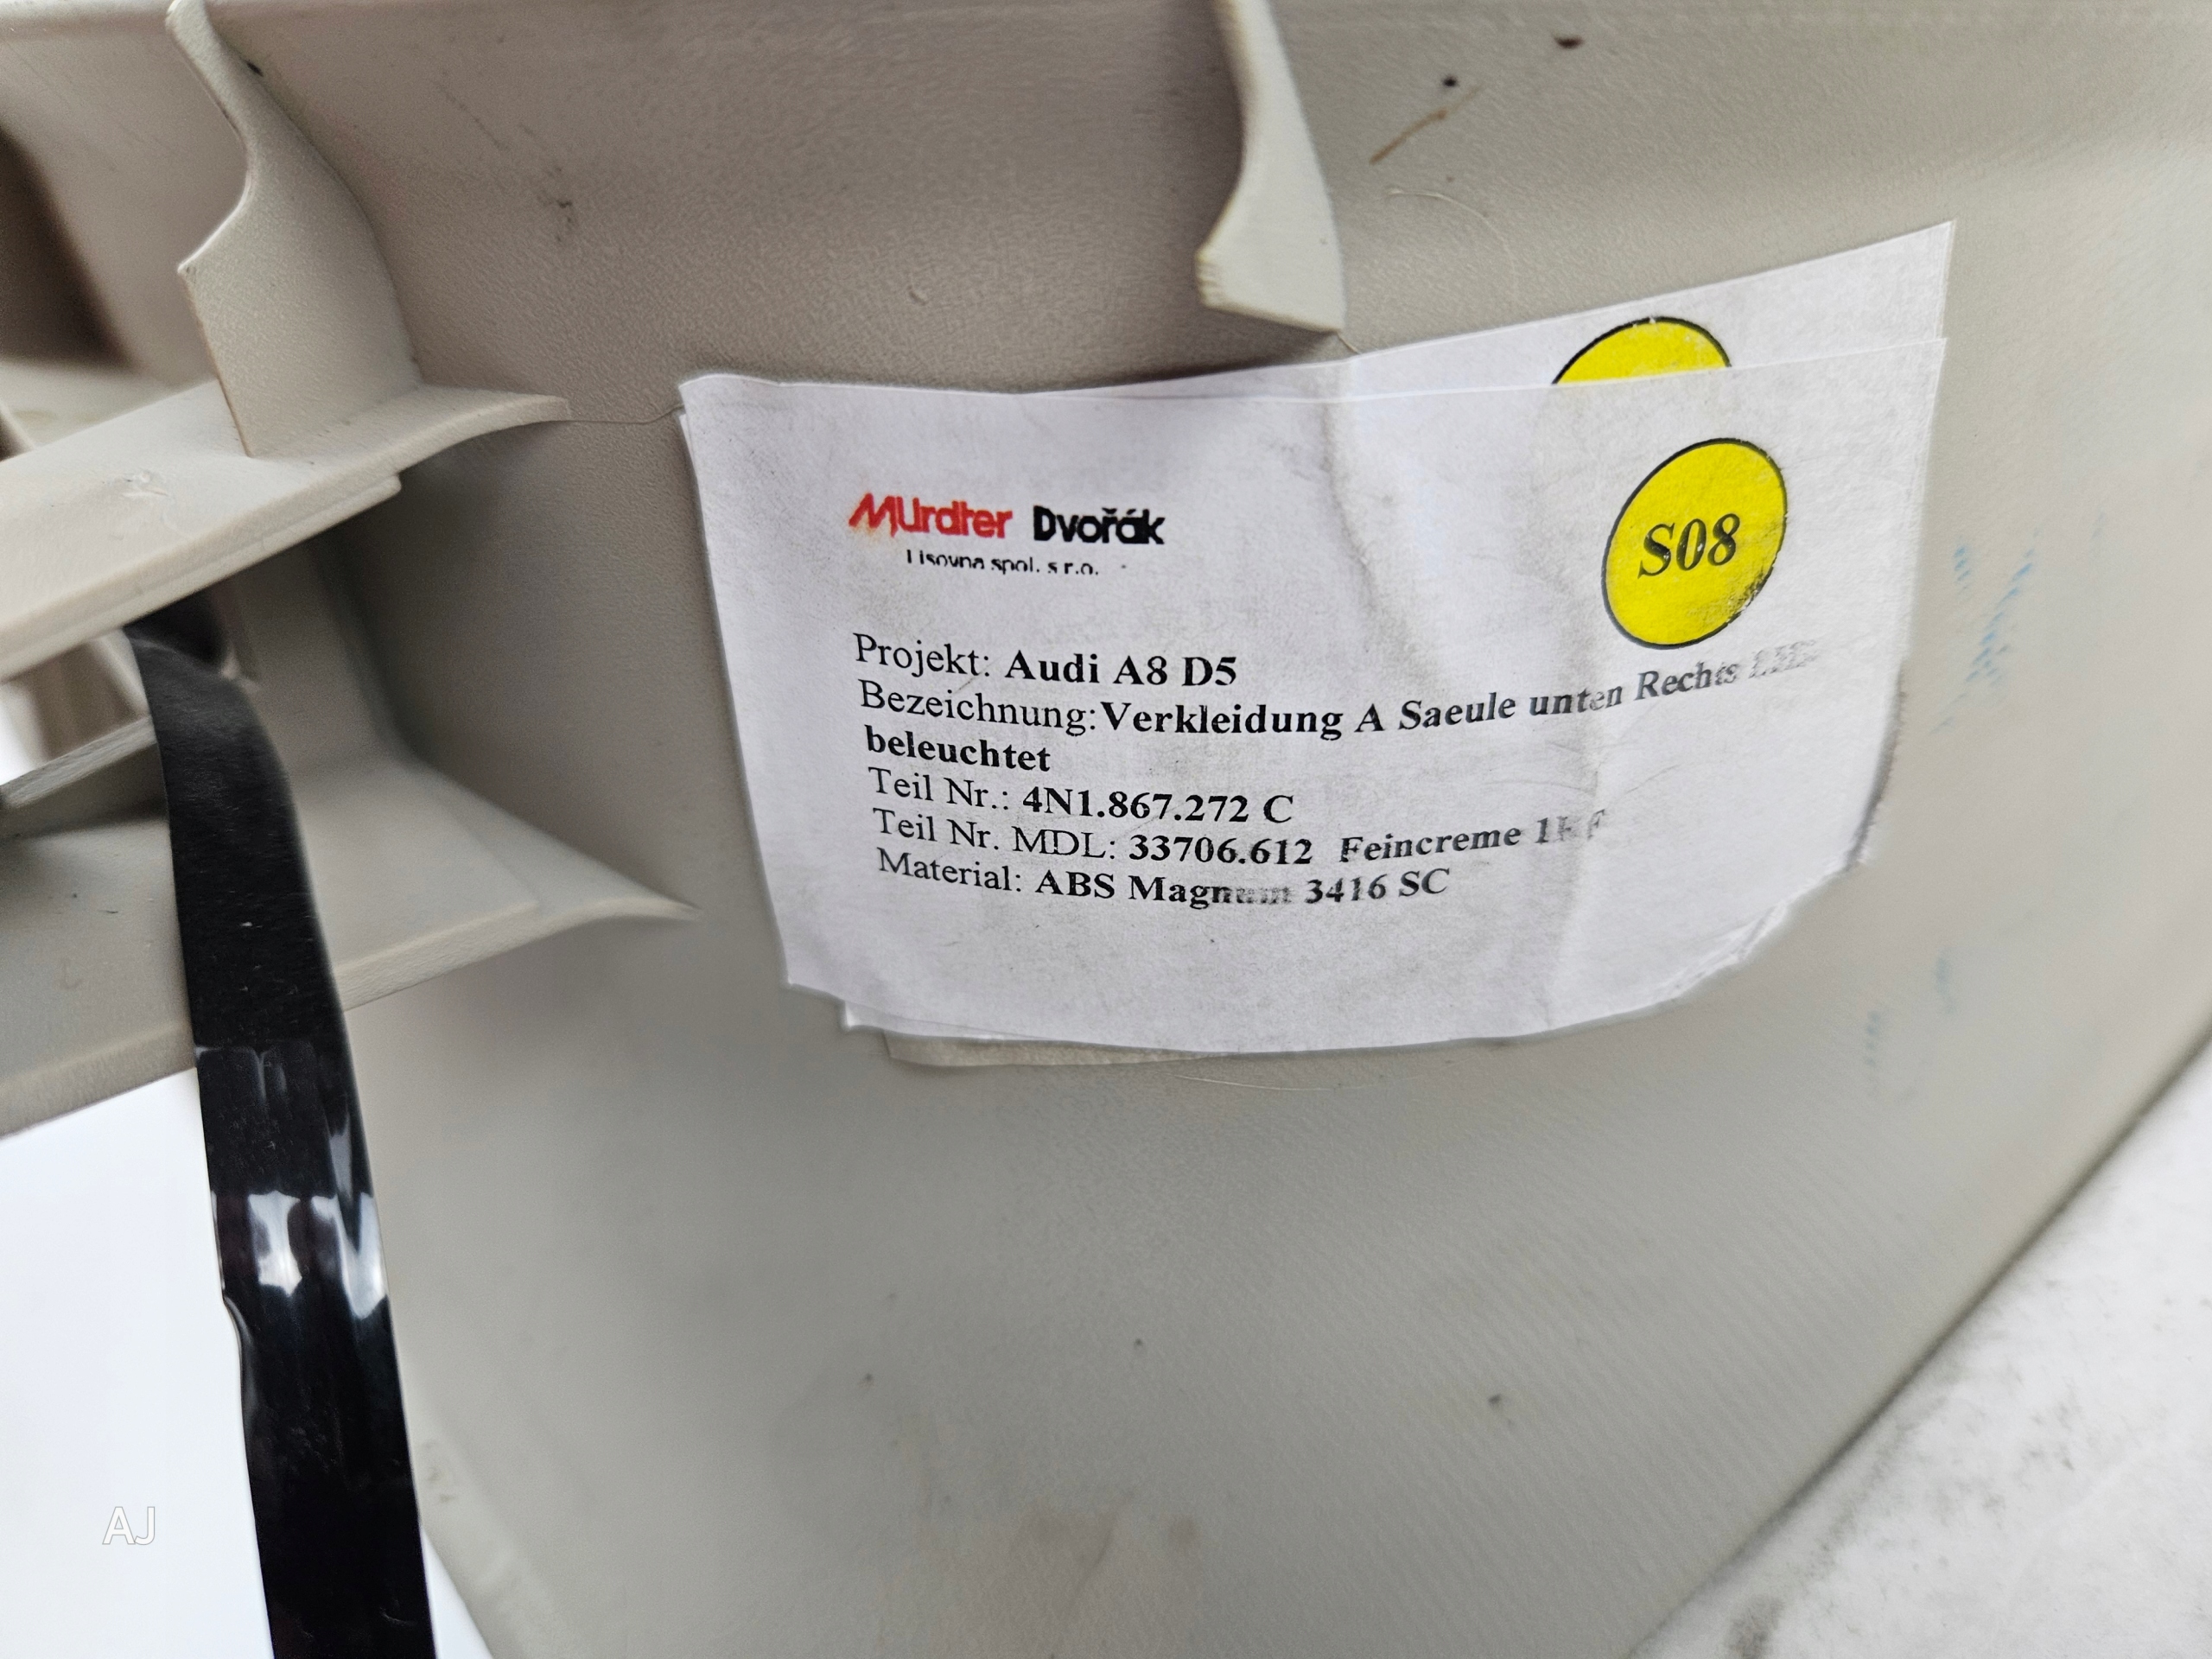 Murdter Dvořák
Lisovna spol. s r.o.
S08
Projekt: Audi A8 D5
Bezeichnung:Verkleidung A Saeule unten Rechts
beleuchtet
Teil Nr.: 4N1.867.272 C
Teil Nr. MDL: 33706.612 Feincreme
Material: ABS Magnum 3416 SC
AJ